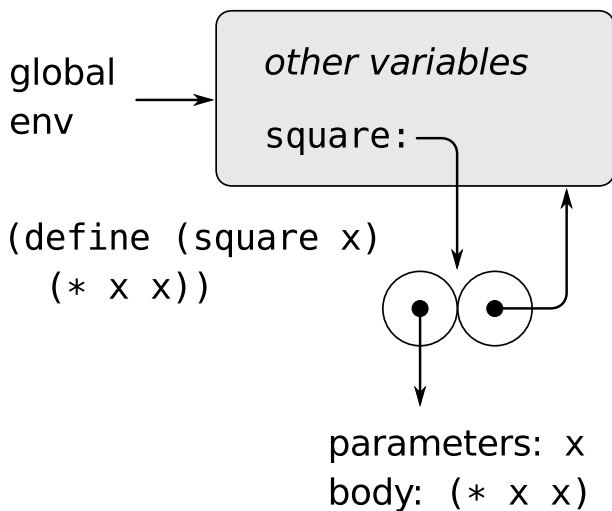 global
env
other variables
square:
(define (square x)
(* x x))
parameters: x
body: (* x x)